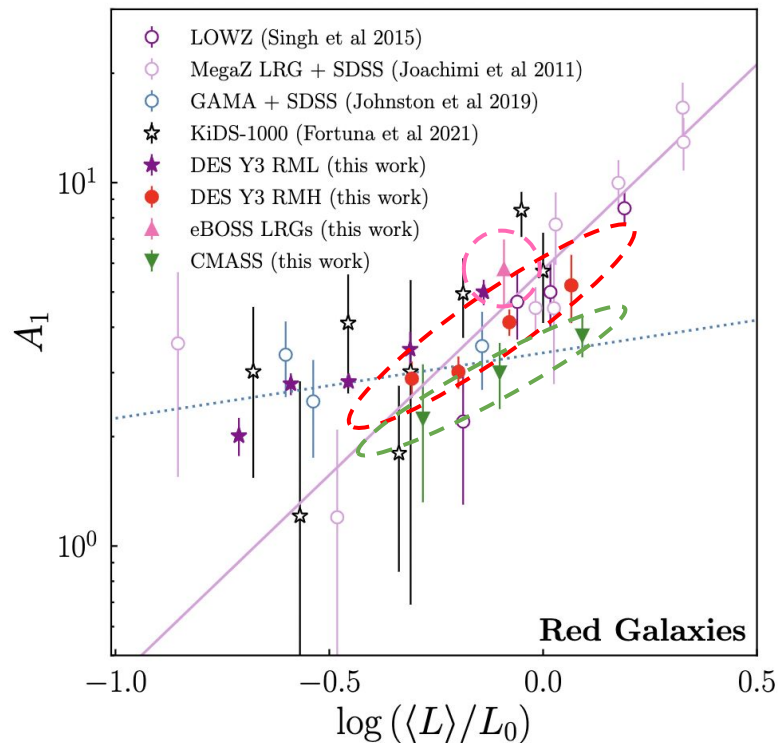 LOWZ (Singh et al 2015)
MegaZ LRG + SDSS (Joachimi et al 2011)
GAMA + SDSS (Johnston et al 2019)
KiDS-1000 (Fortuna et al 2021)
DES Y3 RML (this work)
DES Y3 RMH (this work)
eBOSS LRGs (this work)
CMASS (this work)
10¹
A₁
10⁰
Red Galaxies
−1.0 −0.5 0.0 0.5
log (⟨L⟩/L₀)